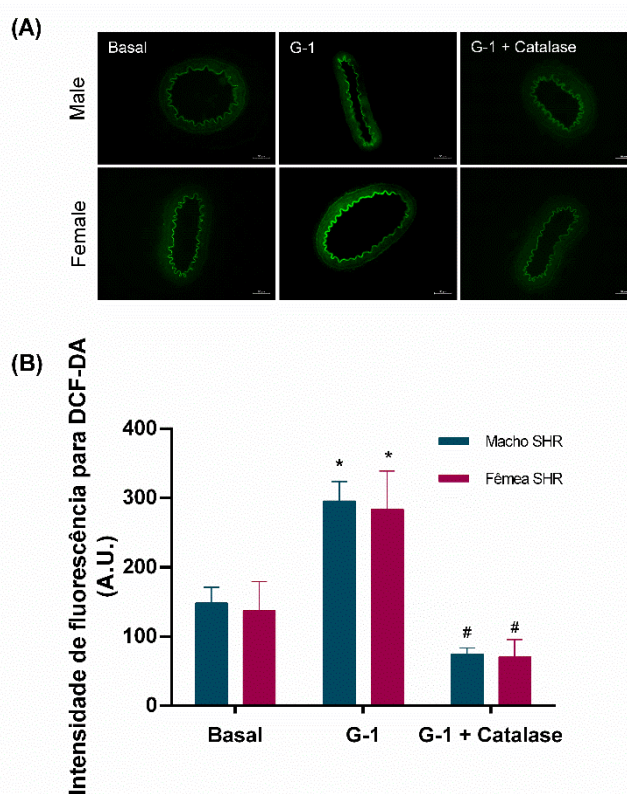 (A)
Basal
G-1
G-1 + Catalase
Male
Female
(B)
Intensidade de fluorescência para DCF-DA
(A.U.)
400
300
200
100
0
Macho SHR
Fêmea SHR
*
*
#
#
Basal
G-1
G-1 + Catalase